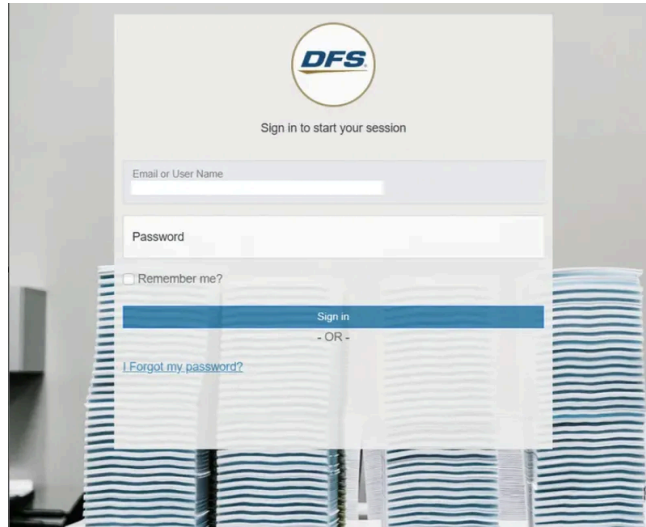 DFS
Sign in to start your session
Email or User Name
Password
Remember me?
Sign in
- OR -
I Forgot my password?